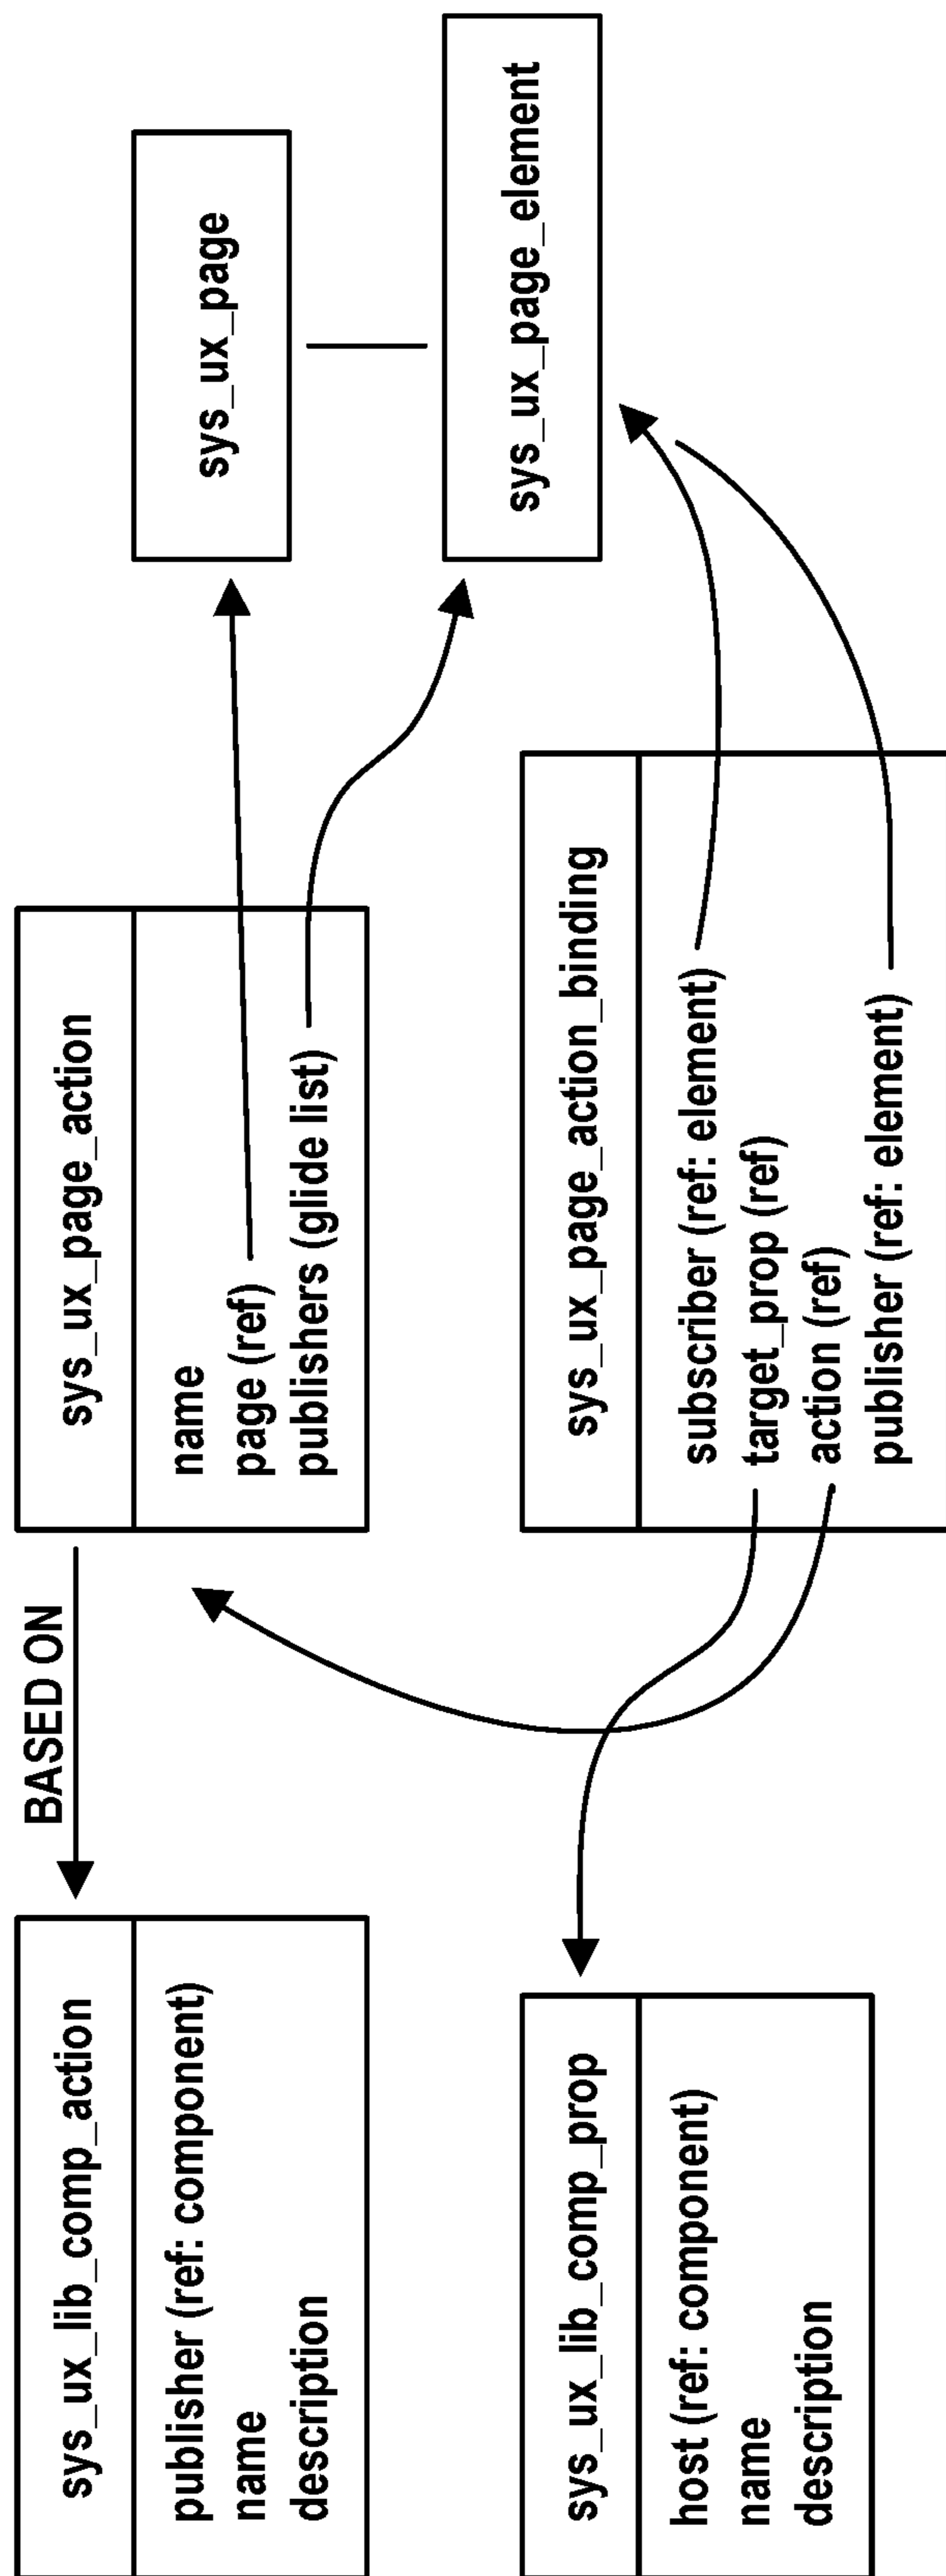 sys_ux_lib_comp_action
publisher (ref: component)
name
description
BASED ON
sys_ux_page_action
name
page (ref)
publishers (glide list)
sys_ux_page
sys_ux_page_element
sys_ux_lib_comp_prop
host (ref: component)
name
description
sys_ux_page_action_binding
subscriber (ref: element)
target_prop (ref)
action (ref)
publisher (ref: element)